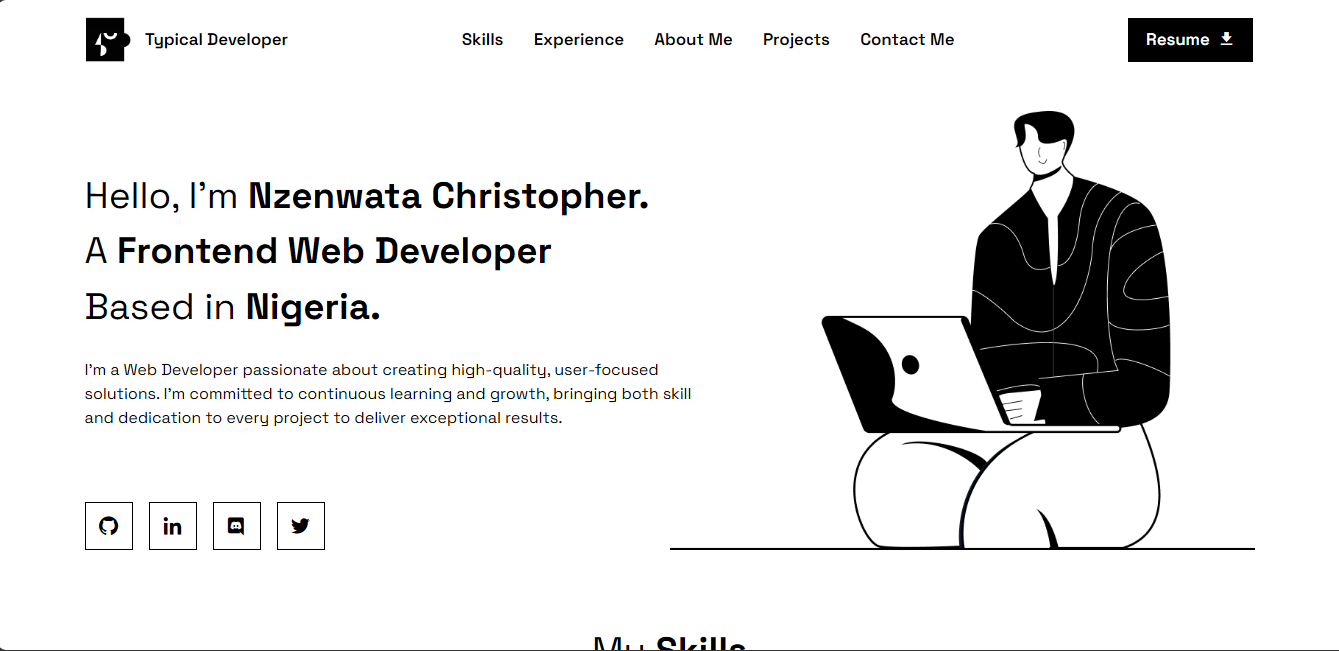 Typical Developer
Skills Experience About Me Projects Contact Me
Resume
Hello, I'm Nzenwata Christopher.
A Frontend Web Developer
Based in Nigeria.
I'm a Web Developer passionate about creating high-quality, user-focused
solutions. I'm committed to continuous learning and growth, bringing both skill
and dedication to every project to deliver exceptional results.
in
My Skills